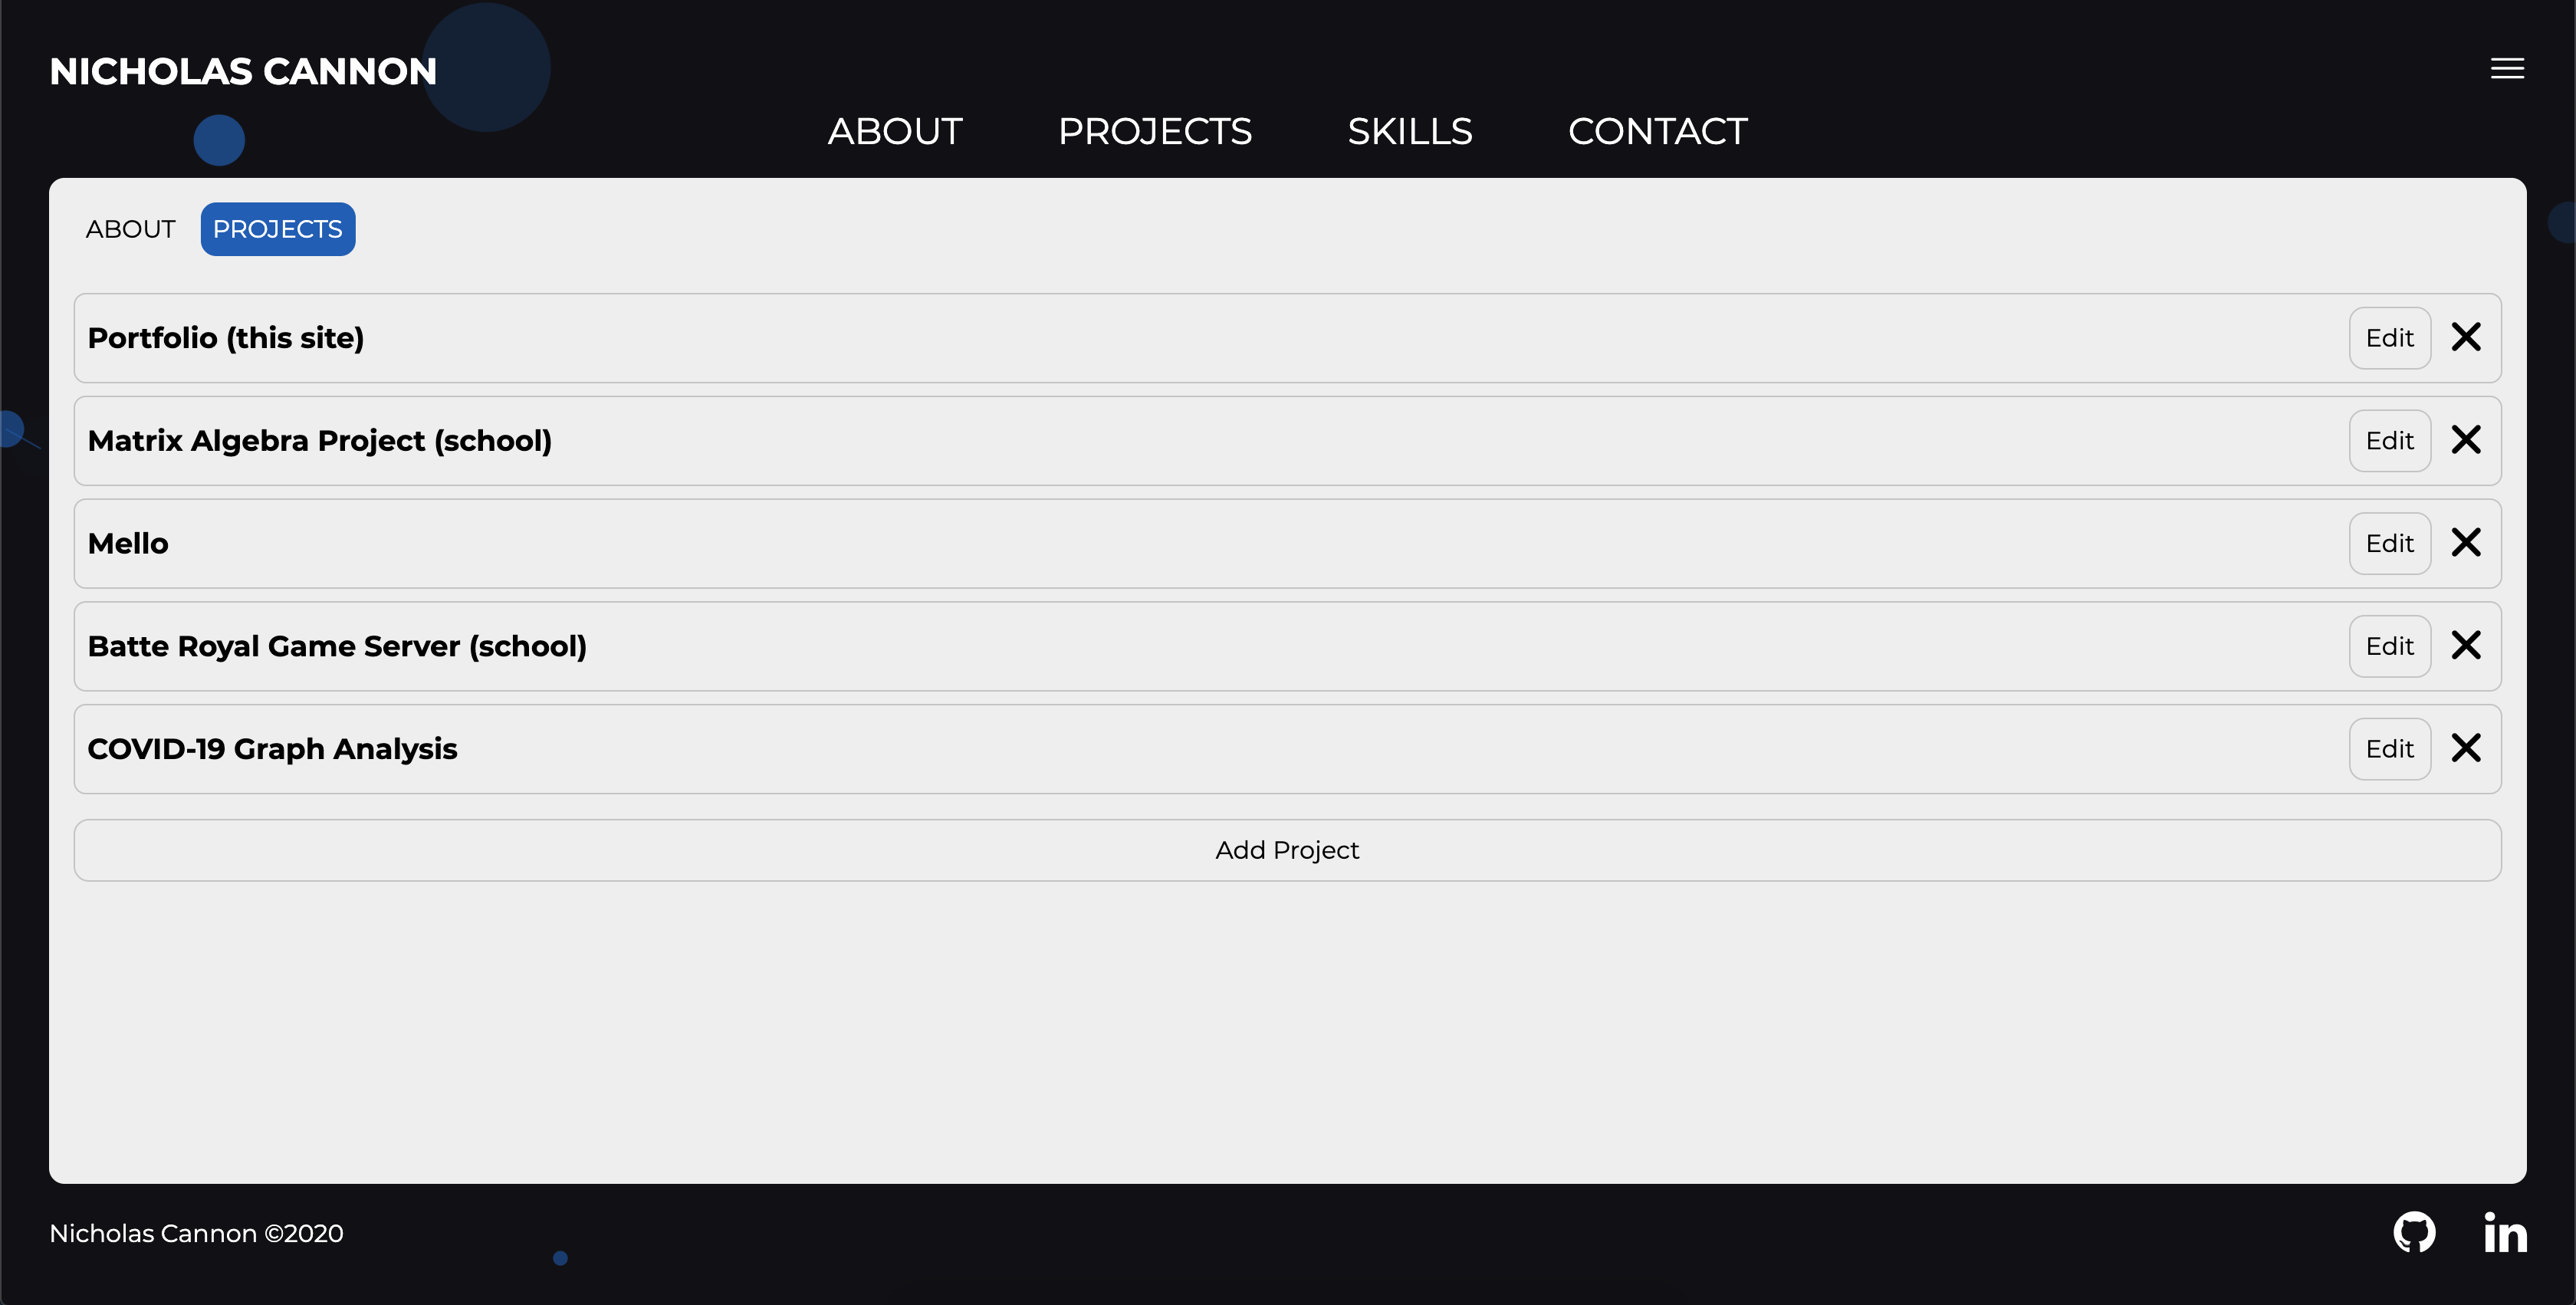 NICHOLAS CANNON
ABOUT PROJECTS SKILLS CONTACT
ABOUT PROJECTS
Portfolio (this site) Edit
Matrix Algebra Project (school) Edit
Mello Edit
Batte Royal Game Server (school) Edit
COVID-19 Graph Analysis Edit
Add Project
Nicholas Cannon ©2020 in